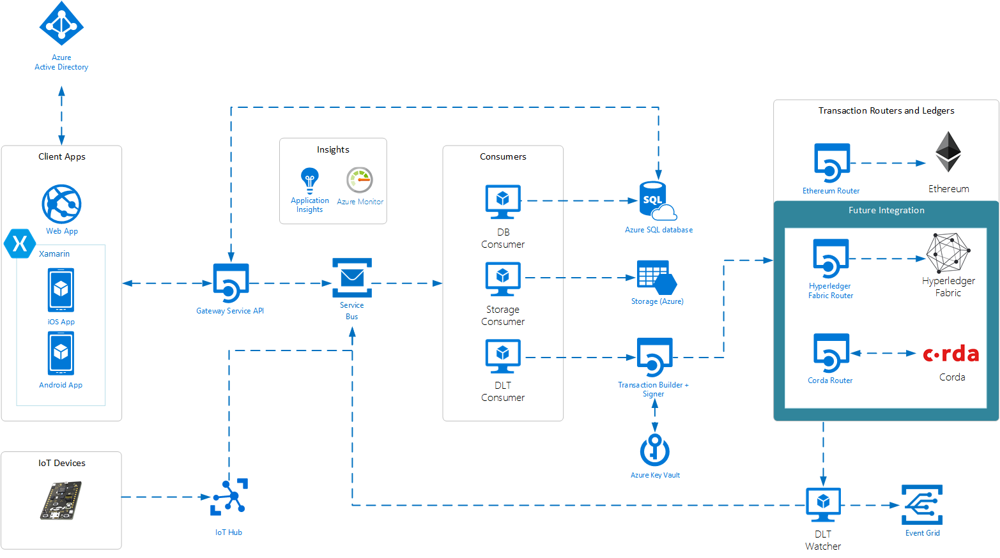 Azure
Active Directory
Client Apps
Web App
X
Xamarin
iOS App
Android App
IoT Devices
IoT Hub
Gateway Service API
Insights
Application
Insights
Azure Monitor
Service
Bus
Consumers
DB
Consumer
Storage
Consumer
DLT
Consumer
SQL
Azure SQL database
Storage (Azure)
Transaction Builder +
Signer
Azure Key Vault
Transaction Routers and Ledgers
Ethereum Router
Ethereum
Future Integration
Hyperledger
Fabric Router
Hyperledger
Fabric
Corda Router
c·rda
Corda
DLT
Watcher
Event Grid